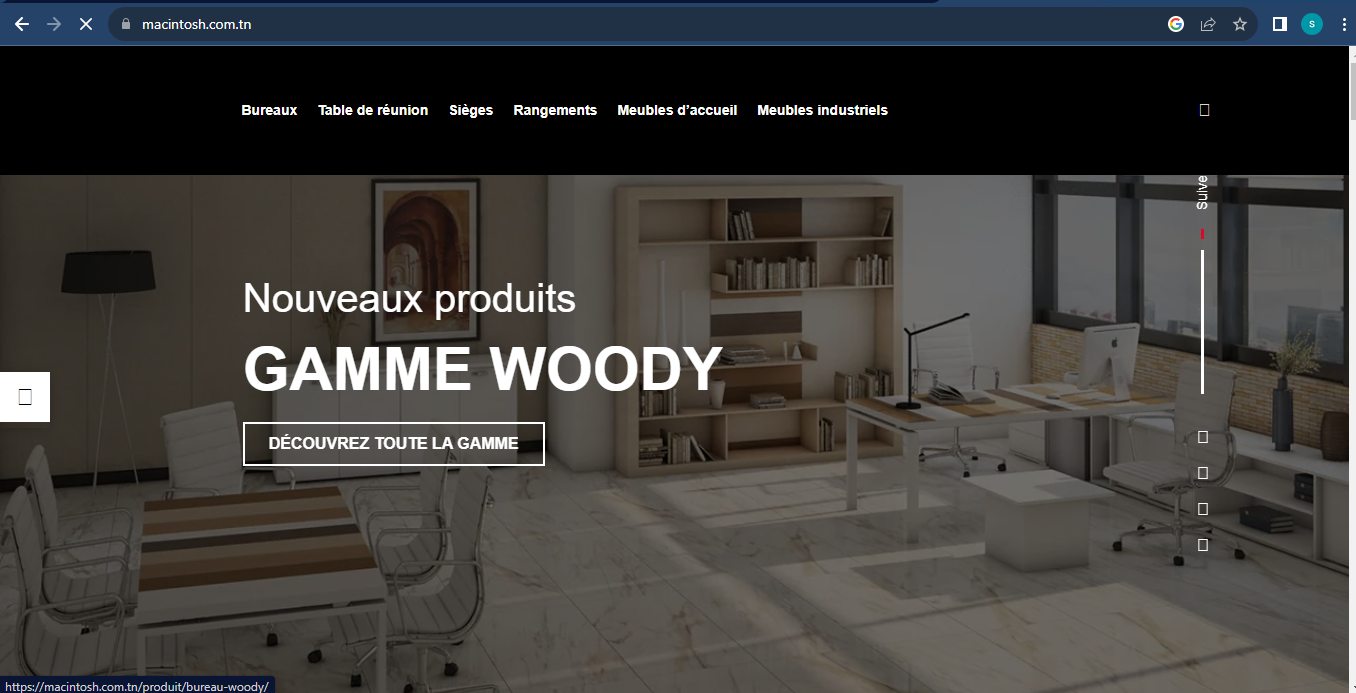 macintosh.com.tn
s
Bureaux Table de réunion Sièges Rangements Meubles d’accueil Meubles industriels
Nouveaux produits
GAMME WOODY
DÉCOUVREZ TOUTE LA GAMME
https://macintosh.com.tn/produit/bureau-woody/